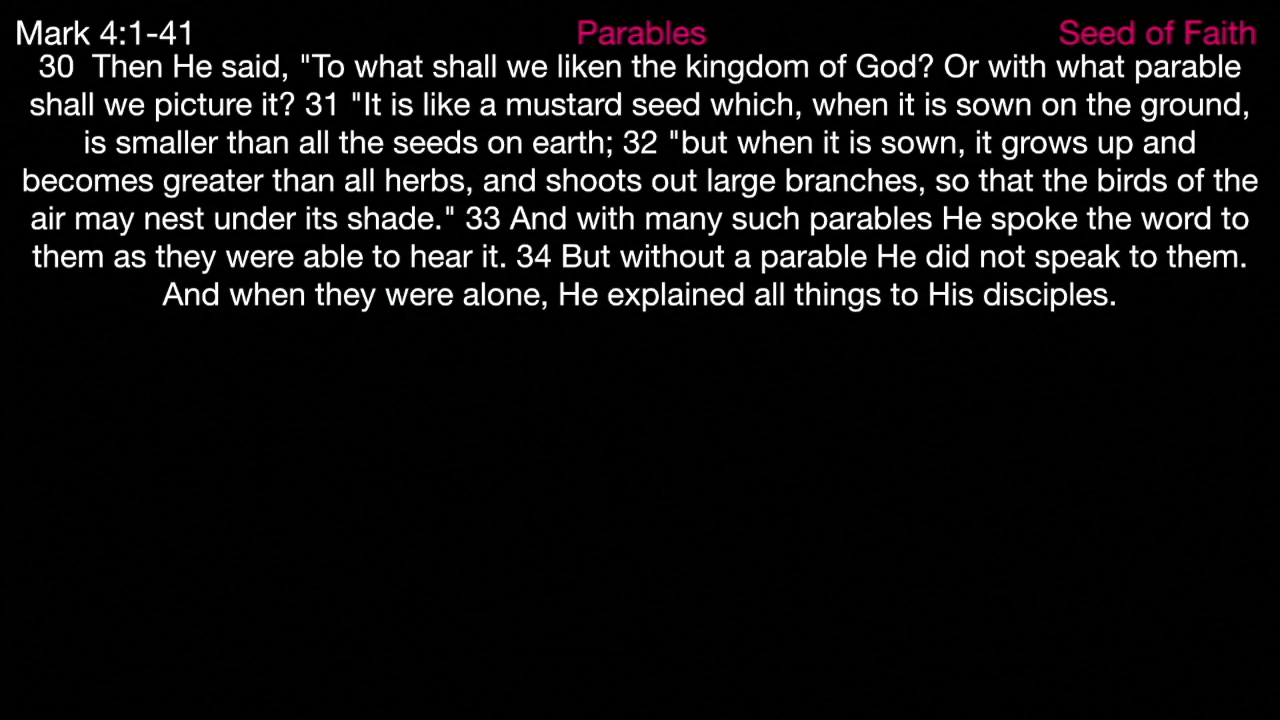 Mark 4:1-41 Parables Seed of Faith
30 Then He said, "To what shall we liken the kingdom of God? Or with what parable
shall we picture it? 31 "It is like a mustard seed which, when it is sown on the ground,
is smaller than all the seeds on earth; 32 "but when it is sown, it grows up and
becomes greater than all herbs, and shoots out large branches, so that the birds of the
air may nest under its shade." 33 And with many such parables He spoke the word to
them as they were able to hear it. 34 But without a parable He did not speak to them.
And when they were alone, He explained all things to His disciples.